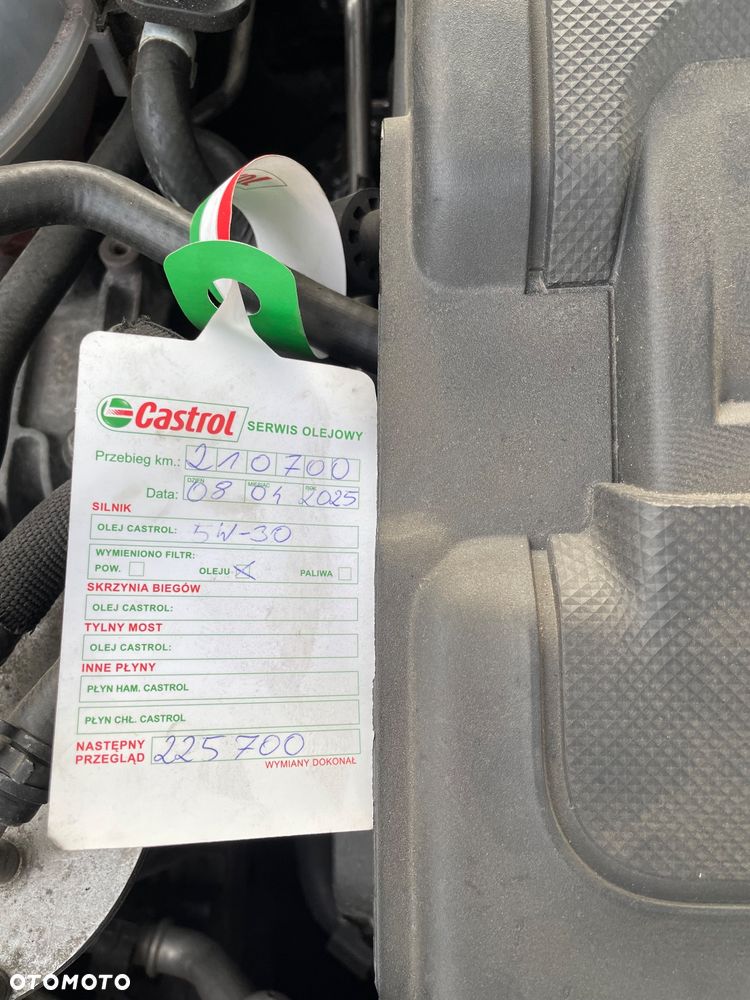 Castrol SERWIS OLEJOWY
Przebieg km.: 210700
DZIEŃ MIESIĄC ROK
Data: 08 04 2025
SILNIK
OLEJ CASTROL: 5W-30
WYMIENIONO FILTR:
POW. OLEJU PALIWA
SKRZYNIA BIEGÓW
OLEJ CASTROL:
TYLNY MOST
OLEJ CASTROL:
INNE PŁYNY
PŁYN HAM. CASTROL
PŁYN CHŁ. CASTROL
NASTĘPNY PRZEGLĄD 225700
WYMIANY DOKONAŁ
OTOMOTO